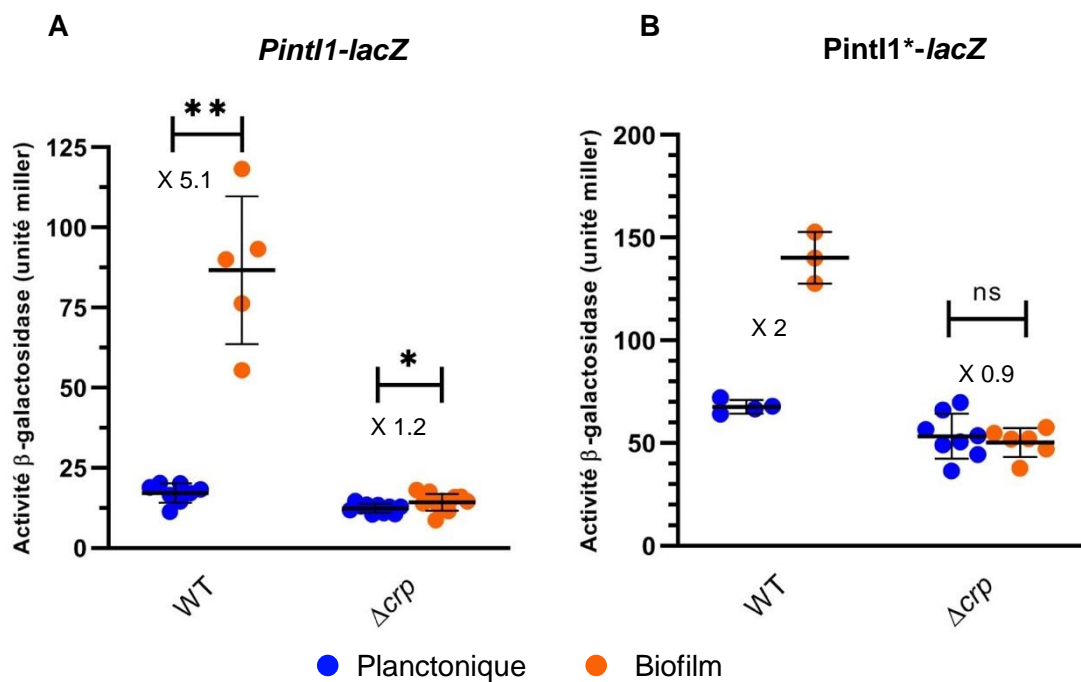 A
PintI1-lacZ
Activité β-galactosidase (unité miller)
125
100
75
50
25
0
**
X 5.1
*
X 1.2
WT
Δcrp
B
PintI1*-lacZ
Activité β-galactosidase (unité miller)
200
150
100
50
0
X 2
ns
X 0.9
WT
Δcrp
Planctonique
Biofilm